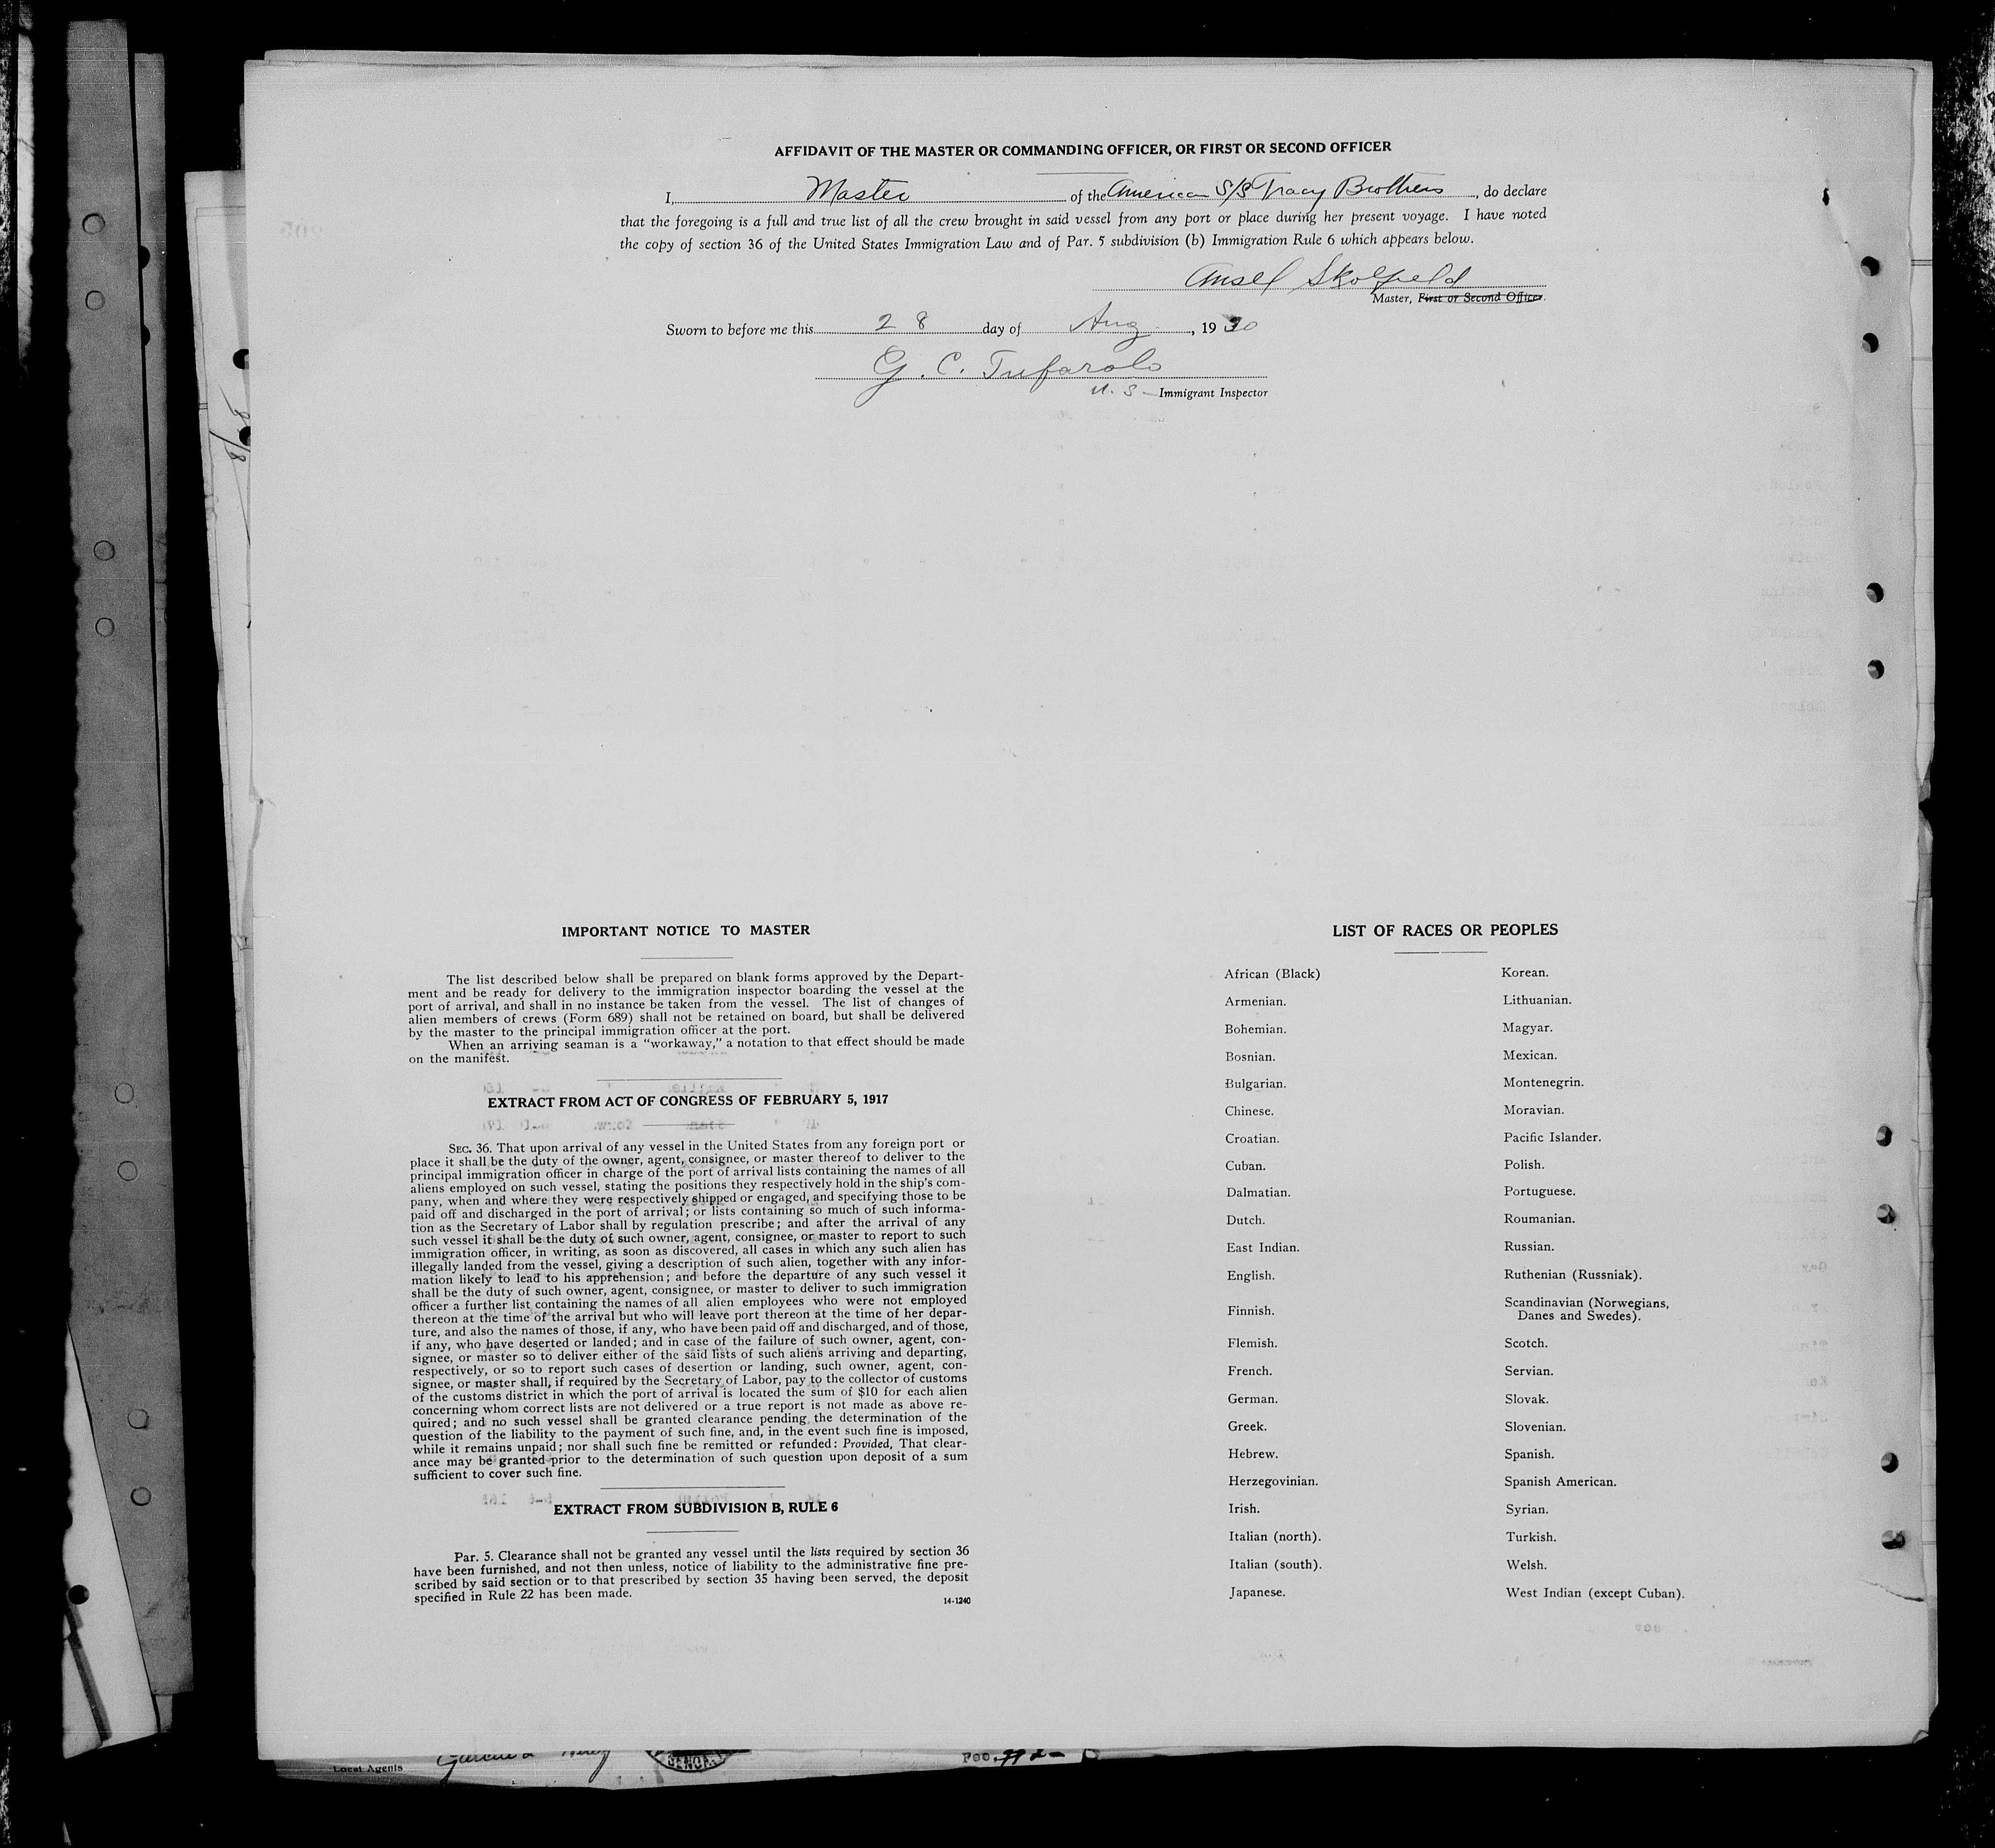 AFFIDAVIT OF THE MASTER OR COMMANDING OFFICER, OR FIRST OR SECOND OFFICER
I, Master of the American S/S Tracy Brothers, do declare
that the foregoing is a full and true list of all the crew brought in said vessel from any port or place during her present voyage. I have noted
the copy of section 36 of the United States Immigration Law and of Par. 5 subdivision (b) Immigration Rule 6 which appears below.
Ansel Skolfield
Master, First or Second Officer.
Sworn to before me this 28 day of Aug., 1930
G. C. Tufarolo
U. S. Immigrant Inspector
IMPORTANT NOTICE TO MASTER
The list described below shall be prepared on blank forms approved by the Depart-
ment and be ready for delivery to the immigration inspector boarding the vessel at the
port of arrival, and shall in no instance be taken from the vessel. The list of changes of
alien members of crews (Form 689) shall not be retained on board, but shall be delivered
by the master to the principal immigration officer at the port.
When an arriving seaman is a "workaway," a notation to that effect should be made
on the manifest.
EXTRACT FROM ACT OF CONGRESS OF FEBRUARY 5, 1917
SEC. 36. That upon arrival of any vessel in the United States from any foreign port or
place it shall be the duty of the owner, agent, consignee, or master thereof to deliver to the
principal immigration officer in charge of the port of arrival lists containing the names of all
aliens employed on such vessel, stating the positions they respectively hold in the ship's com-
pany, when and where they were respectively shipped or engaged, and specifying those to be
paid off and discharged in the port of arrival; or lists containing so much of such informa-
tion as the Secretary of Labor shall by regulation prescribe; and after the arrival of any
such vessel it shall be the duty of such owner, agent, consignee, or master to report to such
immigration officer, in writing, as soon as discovered, all cases in which any such alien has
illegally landed from the vessel, giving a description of such alien, together with any infor-
mation likely to lead to his apprehension; and before the departure of any such vessel it
shall be the duty of such owner, agent, consignee, or master to deliver to such immigration
officer a further list containing the names of all alien employees who were not employed
thereon at the time of the arrival but who will leave port thereon at the time of her depar-
ture, and also the names of those, if any, who have been paid off and discharged, and of those,
if any, who have deserted or landed; and in case of the failure of such owner, agent, con-
signee, or master so to deliver either of the said lists of such aliens arriving and departing,
respectively, or so to report such cases of desertion or landing, such owner, agent, con-
signee, or master shall, if required by the Secretary of Labor, pay to the collector of customs
of the customs district in which the port of arrival is located the sum of $10 for each alien
concerning whom correct lists are not delivered or a true report is not made as above re-
quired; and no such vessel shall be granted clearance pending the determination of the
question of the liability to the payment of such fine, and, in the event such fine is imposed,
while it remains unpaid; nor shall such fine be remitted or refunded: Provided, That clear-
ance may be granted prior to the determination of such question upon deposit of a sum
sufficient to cover such fine.
EXTRACT FROM SUBDIVISION B, RULE 6
Par. 5. Clearance shall not be granted any vessel until the lists required by section 36
have been furnished, and not then unless, notice of liability to the administrative fine pre-
scribed by said section or to that prescribed by section 35 having been served, the deposit
specified in Rule 22 has been made.
14-1240
LIST OF RACES OR PEOPLES
African (Black)
Armenian.
Bohemian.
Bosnian.
Bulgarian.
Chinese.
Croatian.
Cuban.
Dalmatian.
Dutch.
East Indian.
English.
Finnish.
Flemish.
French.
German.
Greek.
Hebrew.
Herzegovinian.
Irish.
Italian (north).
Italian (south).
Japanese.
Korean.
Lithuanian.
Magyar.
Mexican.
Montenegrin.
Moravian.
Pacific Islander.
Polish.
Portuguese.
Roumanian.
Russian.
Ruthenian (Russniak).
Scandinavian (Norwegians,
Danes and Swedes).
Scotch.
Servian.
Slovak.
Slovenian.
Spanish.
Spanish American.
Syrian.
Turkish.
Welsh.
West Indian (except Cuban).
Local Agents